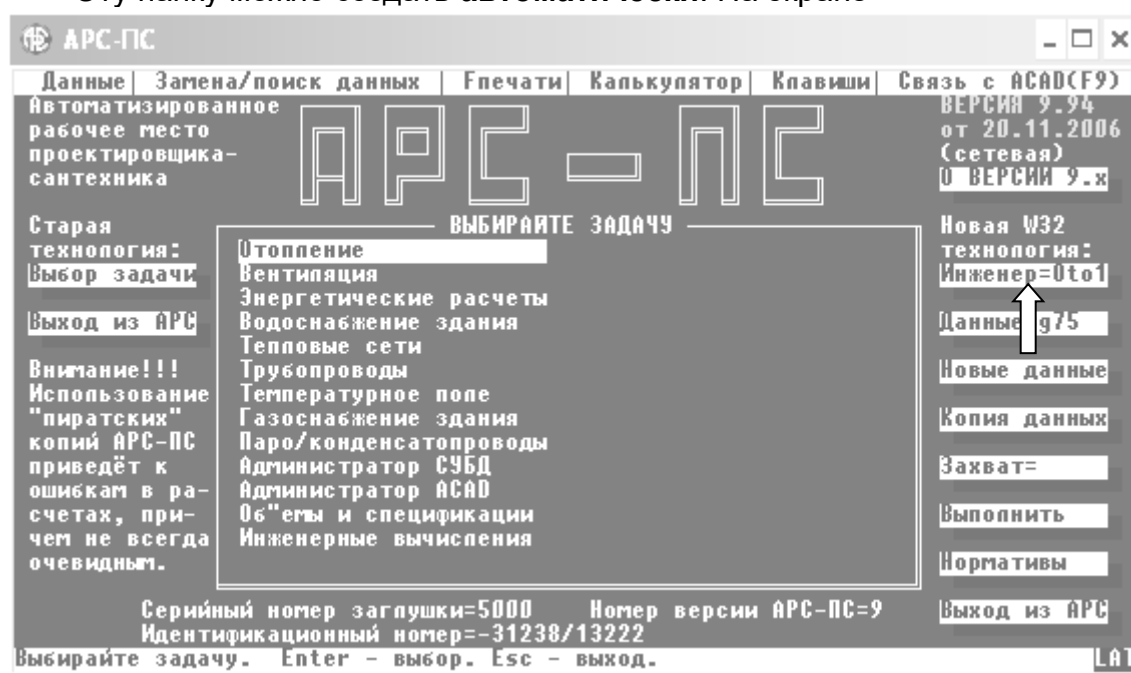 Эту папку можно создать автоматически. На экране
АРС-ПС
Данные| Замена/поиск данных | Fпечати| Калькулятор| Клавиши| Связь с ACAD(F9)
Автоматизированное
рабочее место
проектировщика-
сантехника
АРС-ПС
ВЕРСИЯ 9.94
от 20.11.2006
(сетевая)
О ВЕРСИИ 9.x
Старая
технология:
Выбор задачи
Выход из АРС
Внимание!!!
Использование
"пиратских"
копий АРС-ПС
приведёт к
ошибкам в ра-
счетах, при-
чем не всегда
очевидным.
ВЫБИРАЙТЕ ЗАДАЧУ
Отопление
Вентиляция
Энергетические расчеты
Водоснабжение здания
Тепловые сети
Трубопроводы
Температурное поле
Газоснабжение здания
Паро/конденсатопроводы
Администратор СУБД
Администратор ACAD
Об"емы и спецификации
Инженерные вычисления
Новая W32
технология:
Инженер=Oto1
Данные g75
Новые данные
Копия данных
Захват=
Выполнить
Нормативы
Выход из АРС
Серийный номер заглушки=5000 Номер версии АРС-ПС=9
Идентификационный номер=-31238/13222
Выбирайте задачу. Enter - выбор. Esc - выход.
LAT